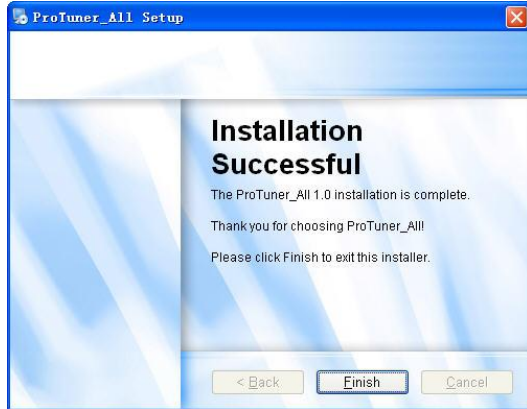 ProTuner_All Setup
Installation
Successful
The ProTuner_All 1.0 installation is complete.
Thank you for choosing ProTuner_All!
Please click Finish to exit this installer.
< Back Finish Cancel